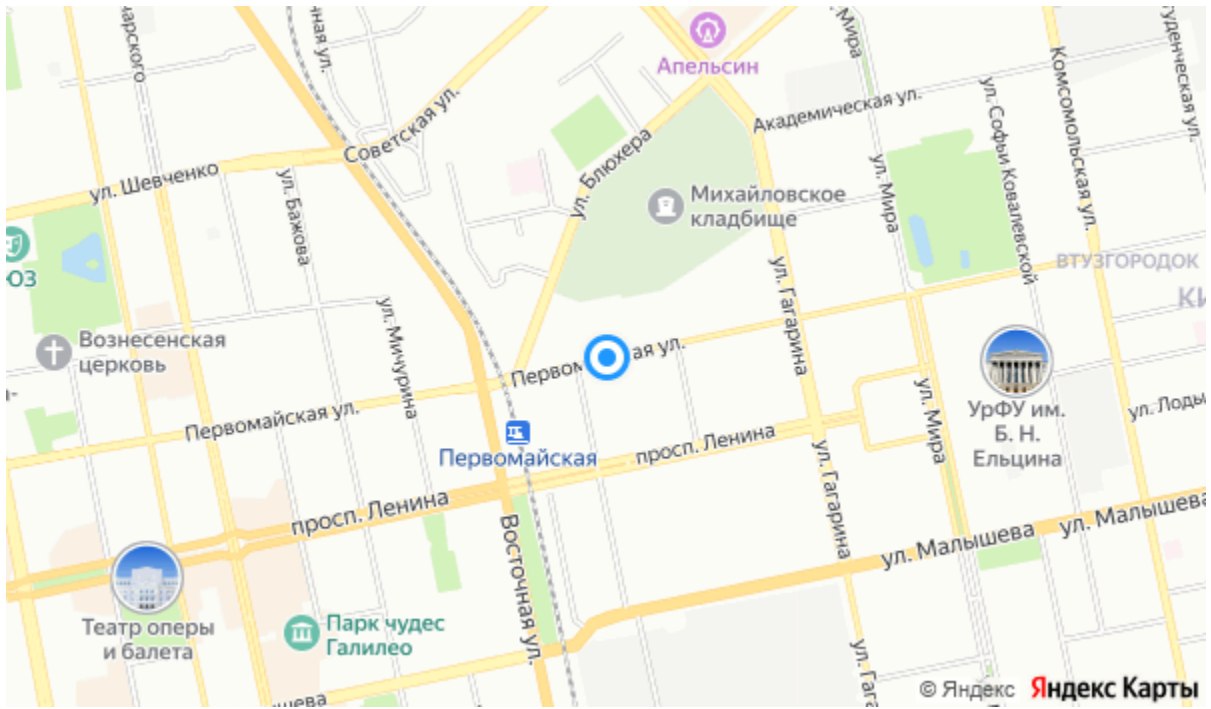 Апельсин
Советская ул.
Академическая ул.
ул. Мира
ул. Софьи Ковалевской
Комсомольская ул.
ул. Шевченко
ул. Бажова
ул. Блюхера
Михайловское
кладбище
ул. Мира
ВТУЗГОРОДОК
ул. Гагарина
ул. Мичурина
Вознесенская
церковь
Первомайская ул.
УрФУ им.
Б. Н.
Ельцина
ул. Мира
Первомайская
просп. Ленина
ул. Гагарина
просп. Ленина
Восточная ул.
ул. Малышева
ул. Малышева
Театр оперы
и балета
Парк чудес
Галилео
© Яндекс Яндекс Карты